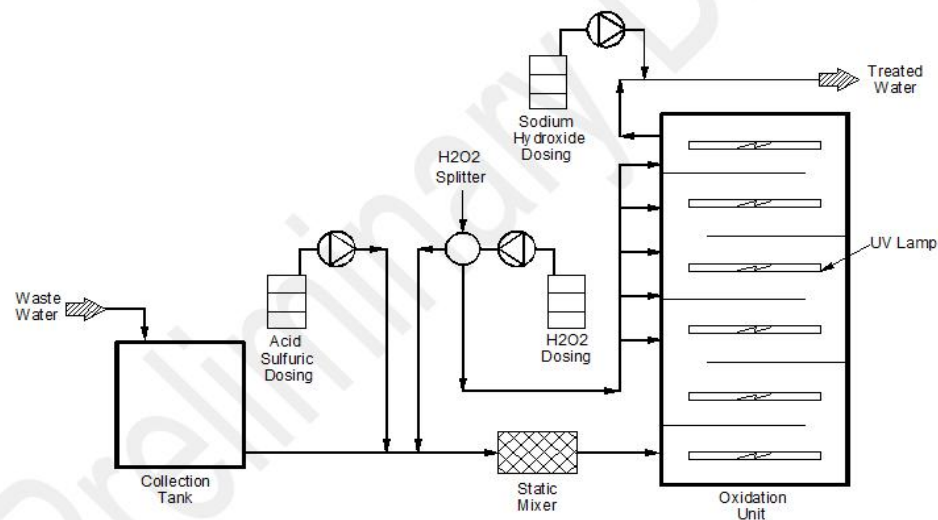 Preliminary D
Sodium
Hydroxide
Dosing
Treated
Water
H2O2
Splitter
UV Lamp
Waste
Water
Acid
Sulfuric
Dosing
H2O2
Dosing
Collection
Tank
Static
Mixer
Oxidation
Unit